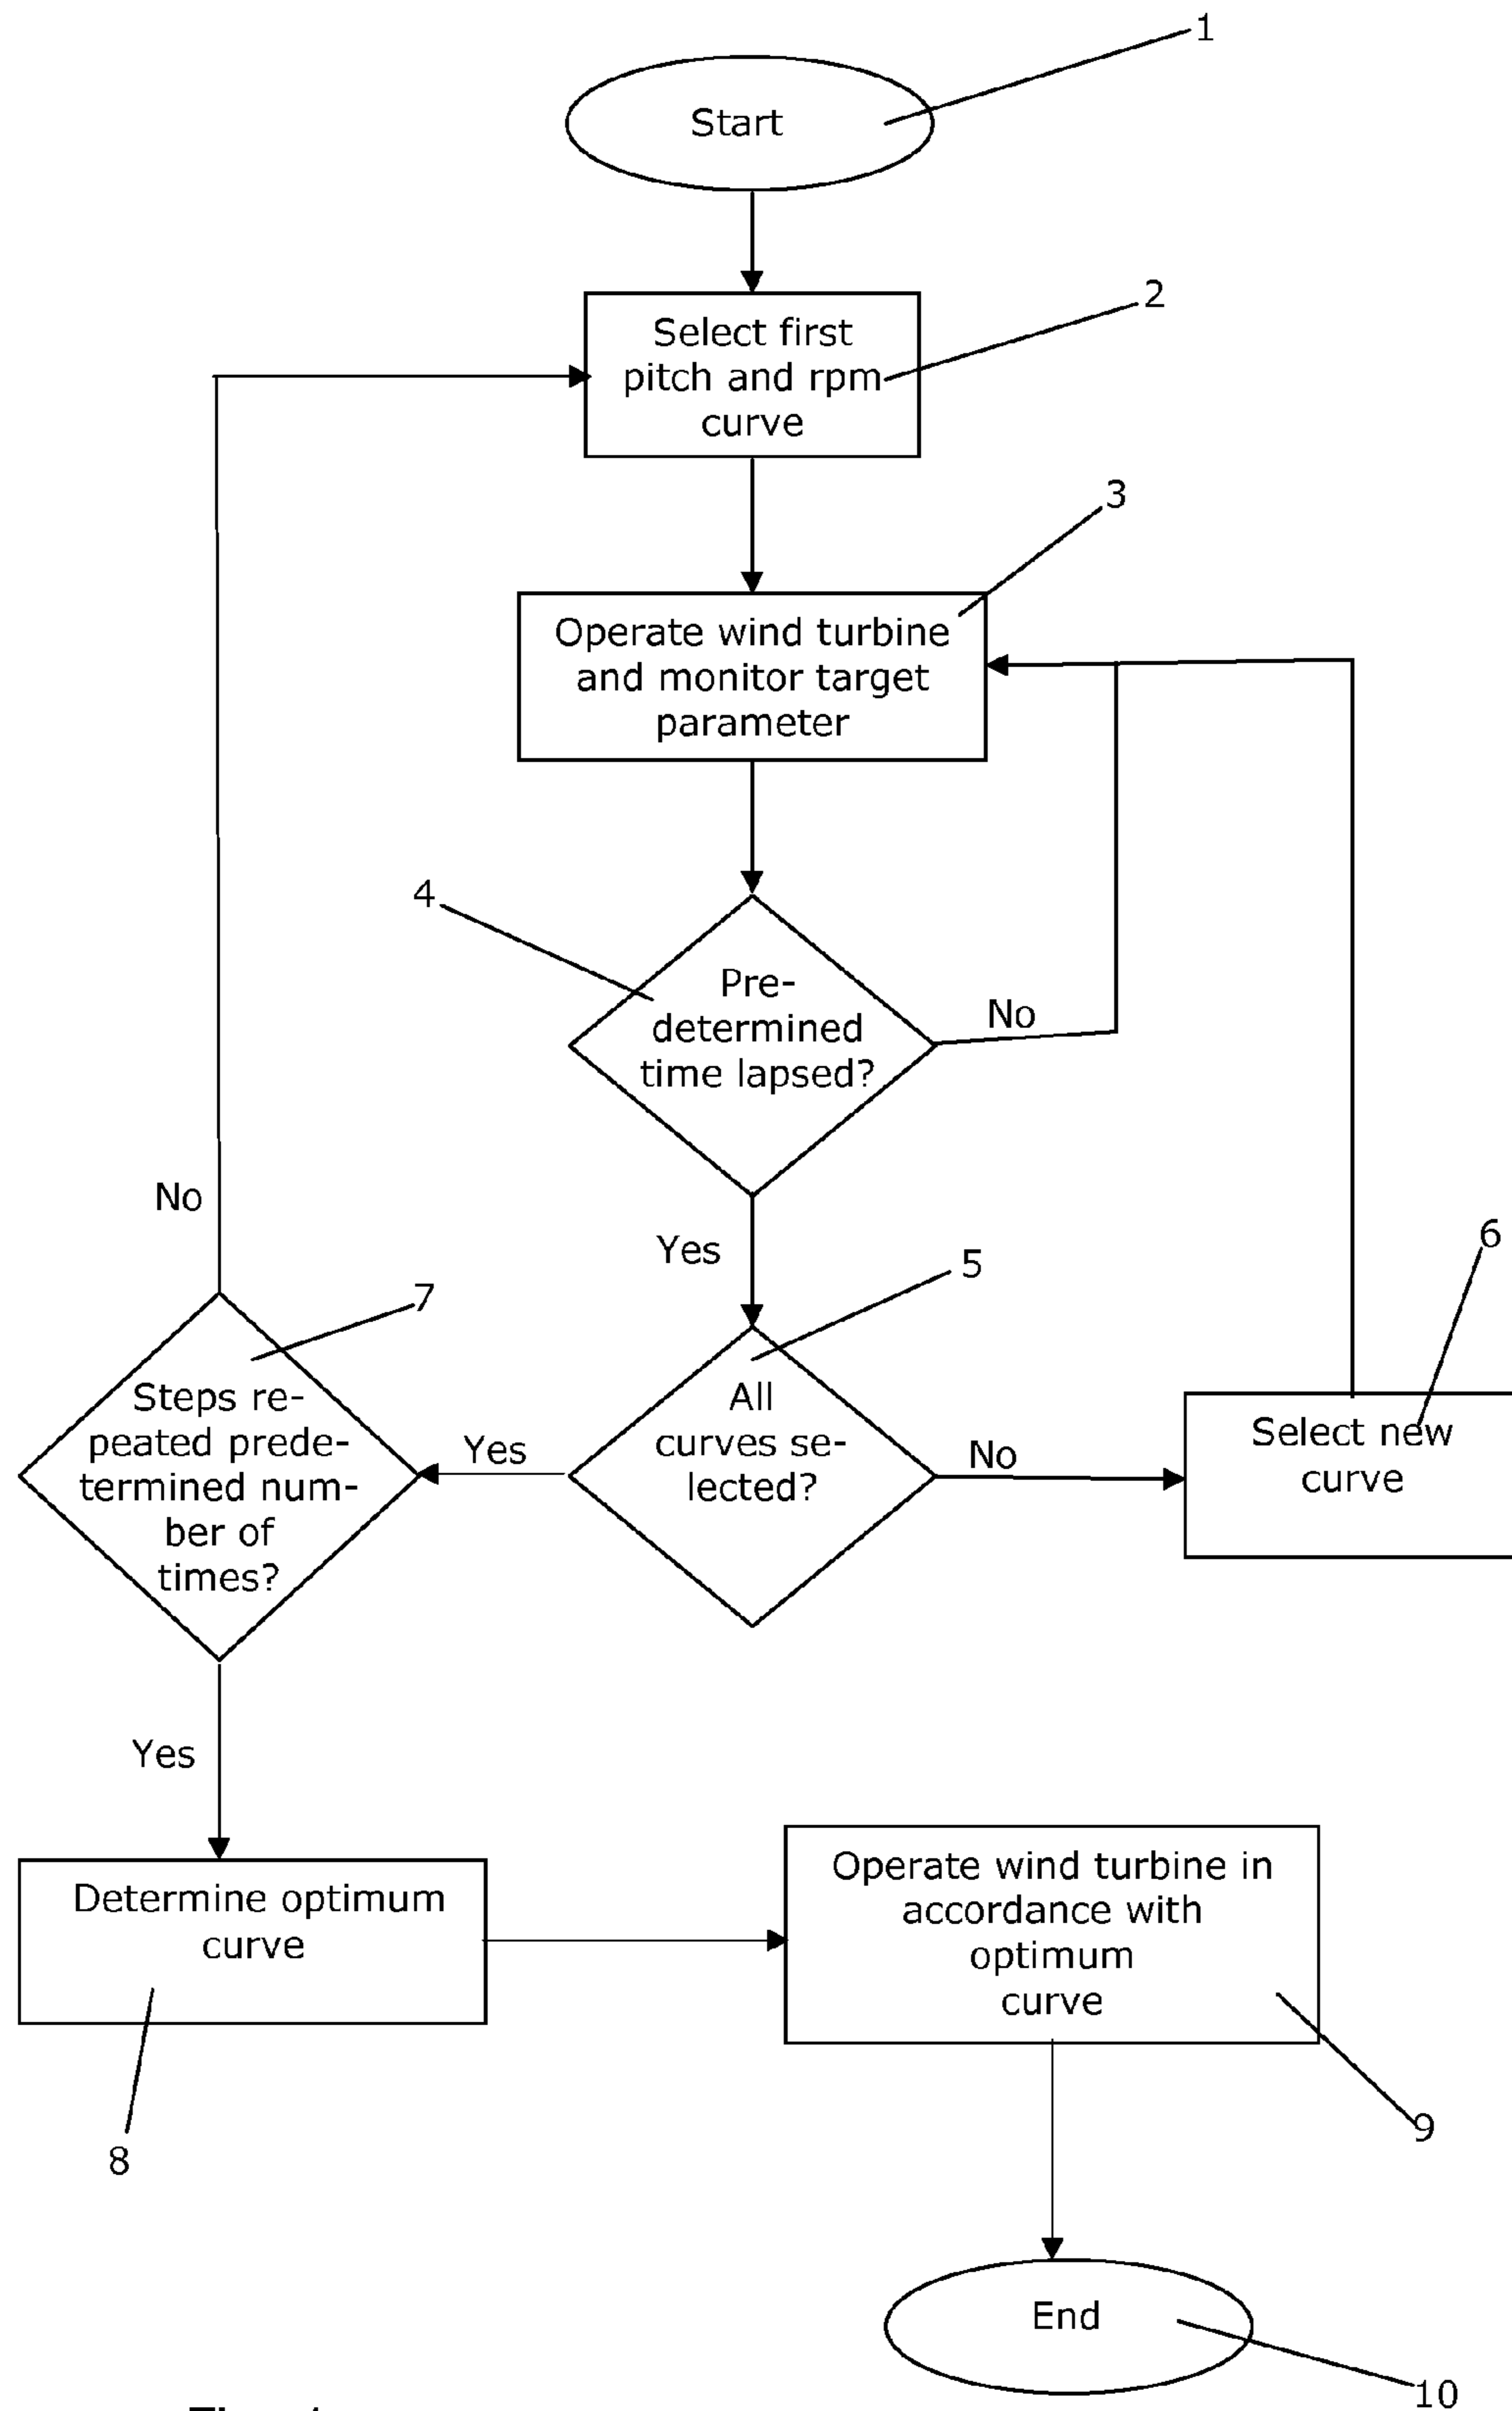 1
Start
2
Select first
pitch and rpm
curve
3
Operate wind turbine
and monitor target
parameter
4
Pre-
determined
time lapsed?
No
No
Yes
5
6
7
Steps re-
peated prede-
termined num-
ber of
times?
Yes
All
curves se-
lected?
No
Select new
curve
Yes
Determine optimum
curve
Operate wind turbine in
accordance with
optimum
curve
8
9
End
10